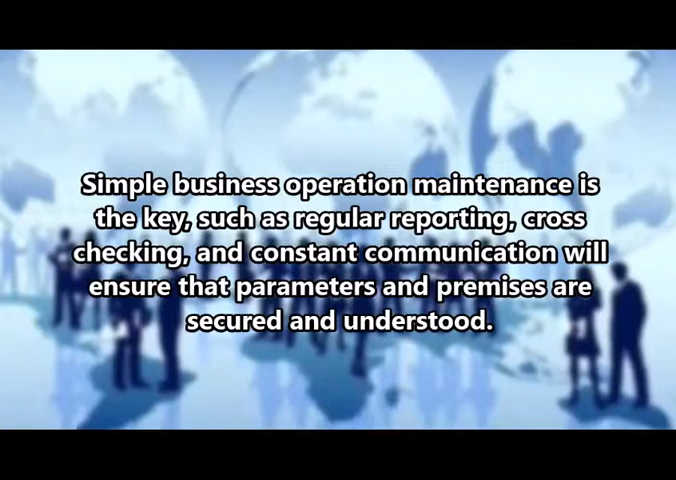 Simple business operation maintenance is
the key, such as regular reporting, cross
checking, and constant communication will
ensure that parameters and premises are
secured and understood.